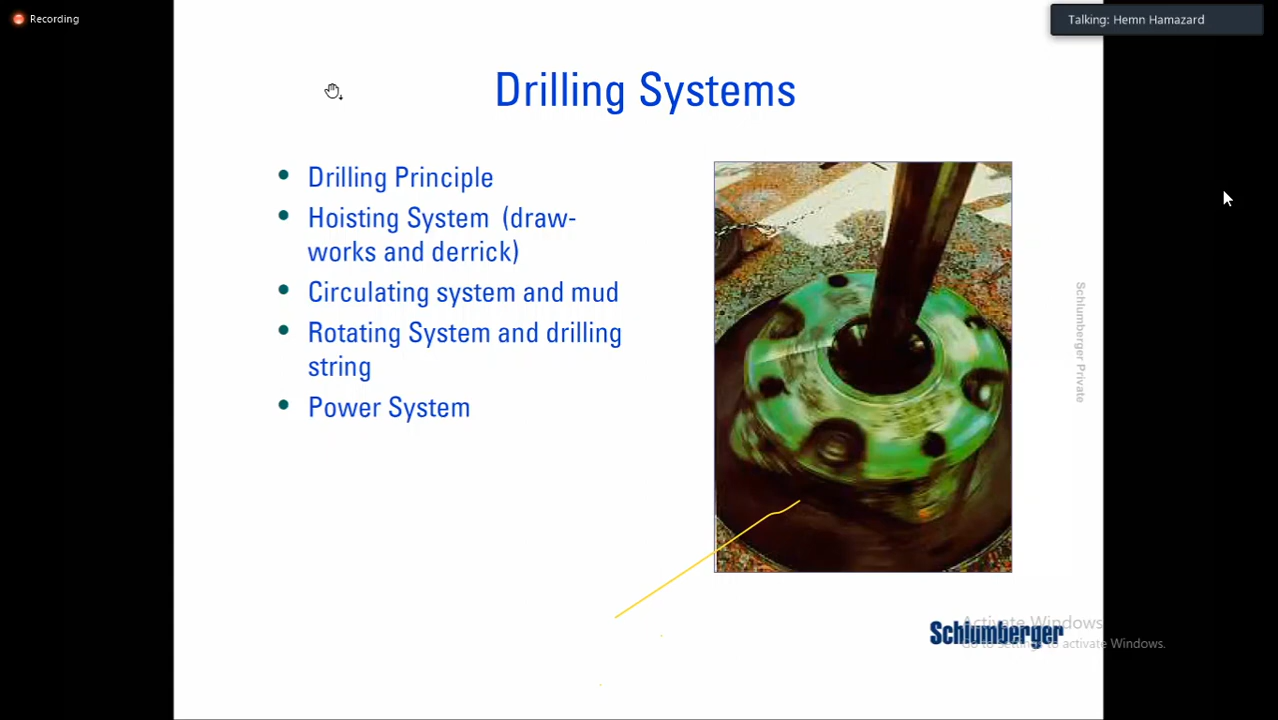 Recording
Talking: Hemn Hamazard
Drilling Systems
• Drilling Principle
• Hoisting System (draw-
works and derrick)
• Circulating system and mud
• Rotating System and drilling
string
• Power System
Schlumberger Private
Schlumberger
Activate Windows
Go to Settings to activate Windows.